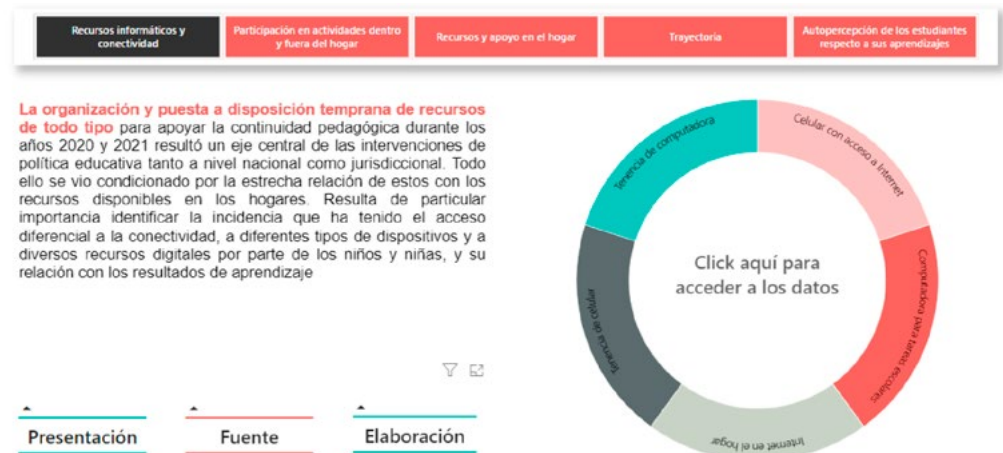 Recursos informáticos y
conectividad
Participación en actividades dentro
y fuera del hogar
Recursos y apoyo en el hogar
Trayectoria
Autopercepción de los estudiantes
respecto a sus aprendizajes
La organización y puesta a disposición temprana de recursos
de todo tipo para apoyar la continuidad pedagógica durante los
años 2020 y 2021 resultó un eje central de las intervenciones de
política educativa tanto a nivel nacional como jurisdiccional. Todo
ello se vio condicionado por la estrecha relación de estos con los
recursos disponibles en los hogares. Resulta de particular
importancia identificar la incidencia que ha tenido el acceso
diferencial a la conectividad, a diferentes tipos de dispositivos y a
diversos recursos digitales por parte de los niños y niñas, y su
relación con los resultados de aprendizaje
Tenencia de computadora
Celular con acceso a Internet
Computadora para tareas escolares
Internet en el hogar
Tenencia de celular
Click aquí para
acceder a los datos
Presentación
Fuente
Elaboración